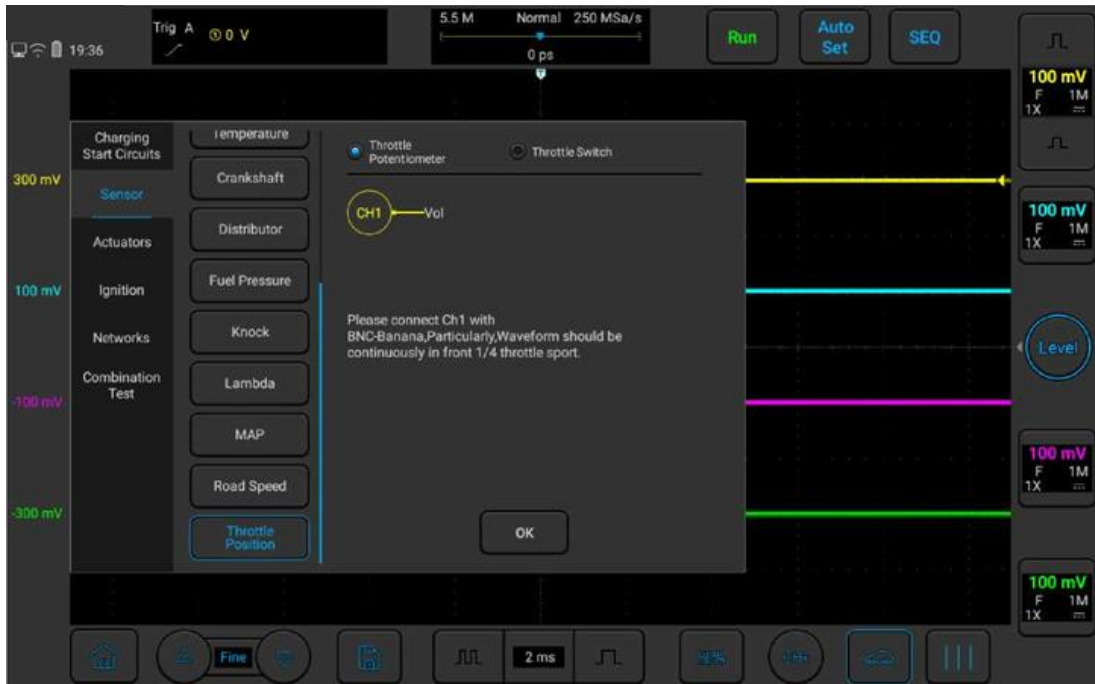 19:36
Trig A ① 0 V
5.5 M Normal 250 MSa/s
0 ps
T
Run
Auto
Set
SEQ
100 mV
F 1M
1X
300 mV
100 mV
-100 mV
-300 mV
Charging
Start Circuits
Sensor
Actuators
Ignition
Networks
Combination
Test
Temperature
Crankshaft
Distributor
Fuel Pressure
Knock
Lambda
MAP
Road Speed
Throttle
Position
Throttle
Potentiometer
Throttle Switch
CH1
Vol
Please connect Ch1 with
BNC-Banana,Particularly,Waveform should be
continuously in front 1/4 throttle sport.
OK
100 mV
F 1M
1X
Level
100 mV
F 1M
1X
100 mV
F 1M
1X
Fine
2 ms
50%